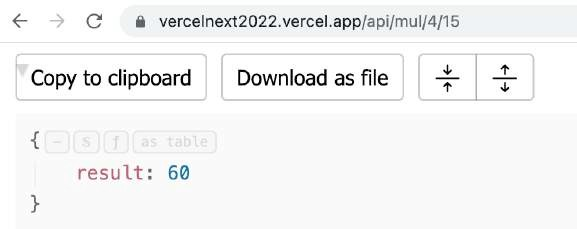 vercelnext2022.vercel.app/api/mul/4/15
Copy to clipboard Download as file
{ - S f as table
result: 60
}